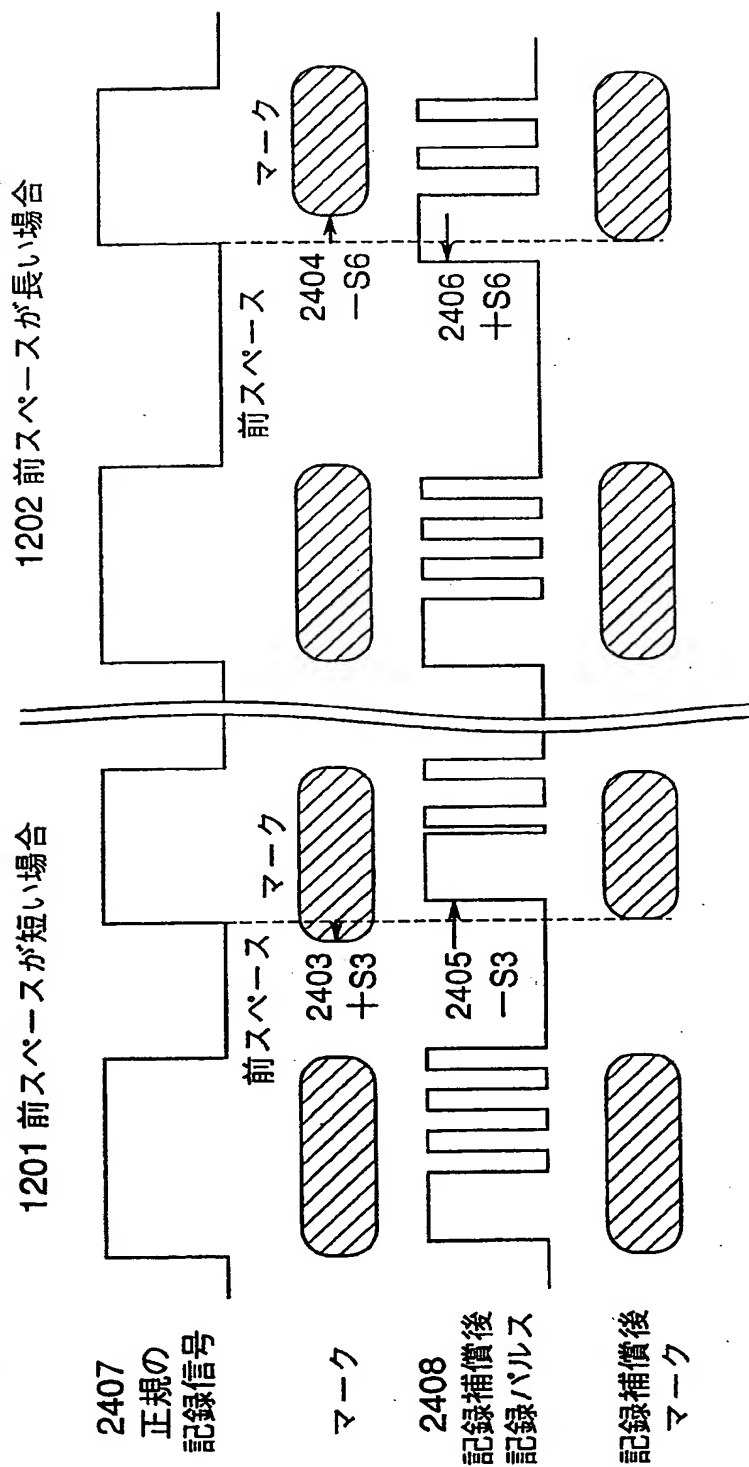 1201 前スペースが短い場合
1202 前スペースが長い場合
2407
正規の
記録信号
前スペース
前スペース
マーク
マーク
マーク
2403
+S3
2404
-S6
2408
記録補償後
記録パルス
2405
-S3
2406
+S6
記録補償後
マーク